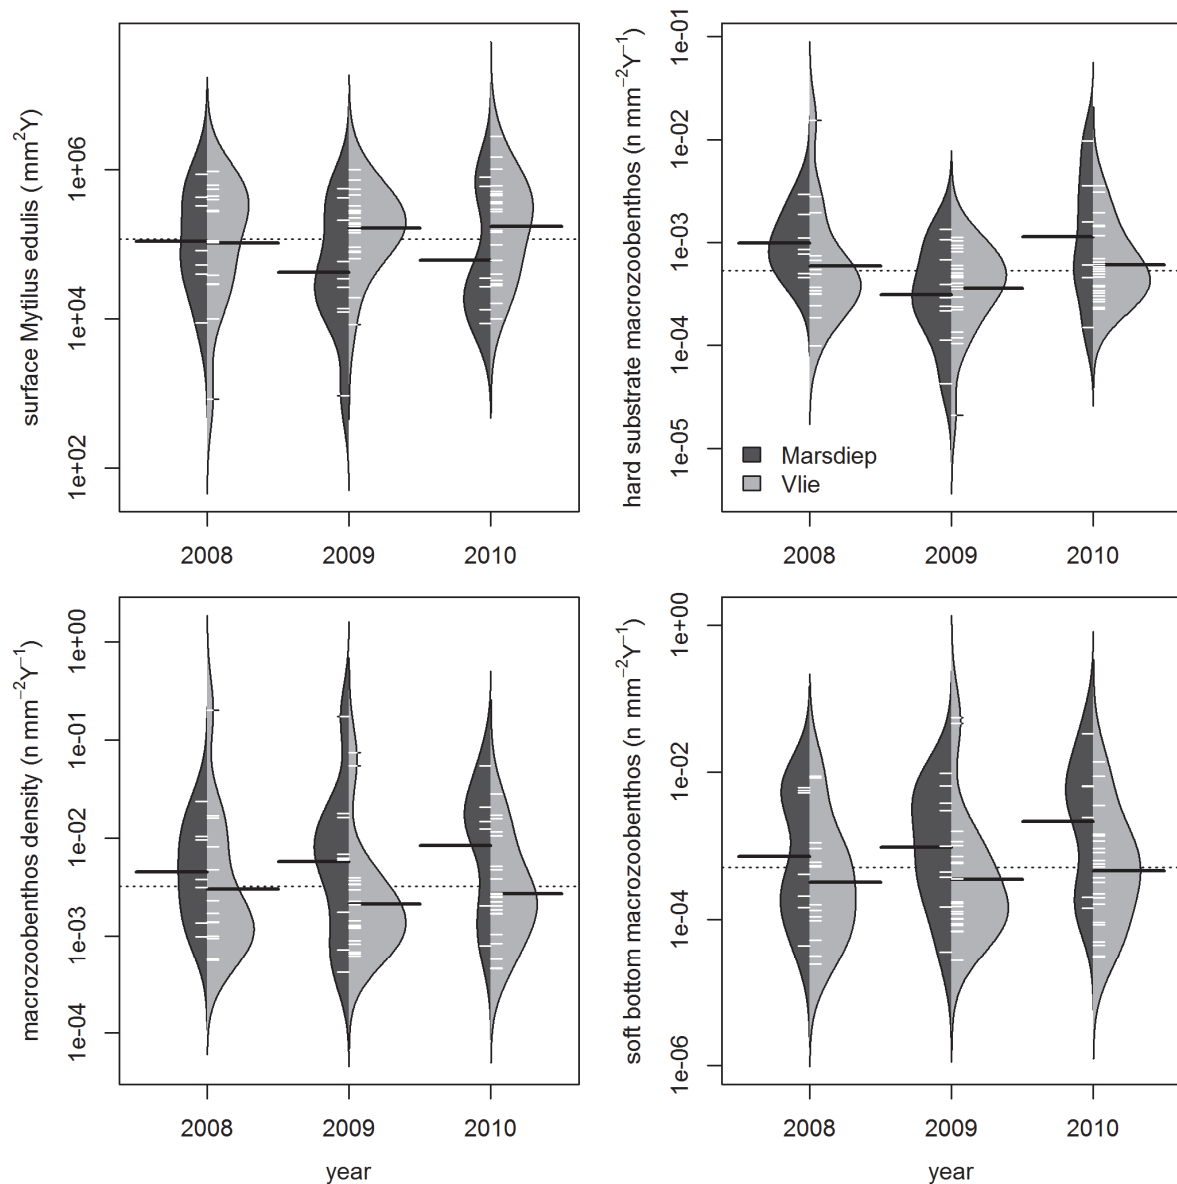 surface Mytilus edulis (mm²Y)
1e+06
1e+04
1e+02
2008 2009 2010
hard substrate macrozoobenthos (n mm⁻²Y⁻¹)
1e-01
1e-02
1e-03
1e-04
1e-05
Marsdiep
Vlie
2008 2009 2010
macrozoobenthos density (n mm⁻²Y⁻¹)
1e+00
1e-01
1e-02
1e-03
1e-04
2008 2009 2010
year
soft bottom macrozoobenthos (n mm⁻²Y⁻¹)
1e+00
1e-02
1e-04
1e-06
2008 2009 2010
year